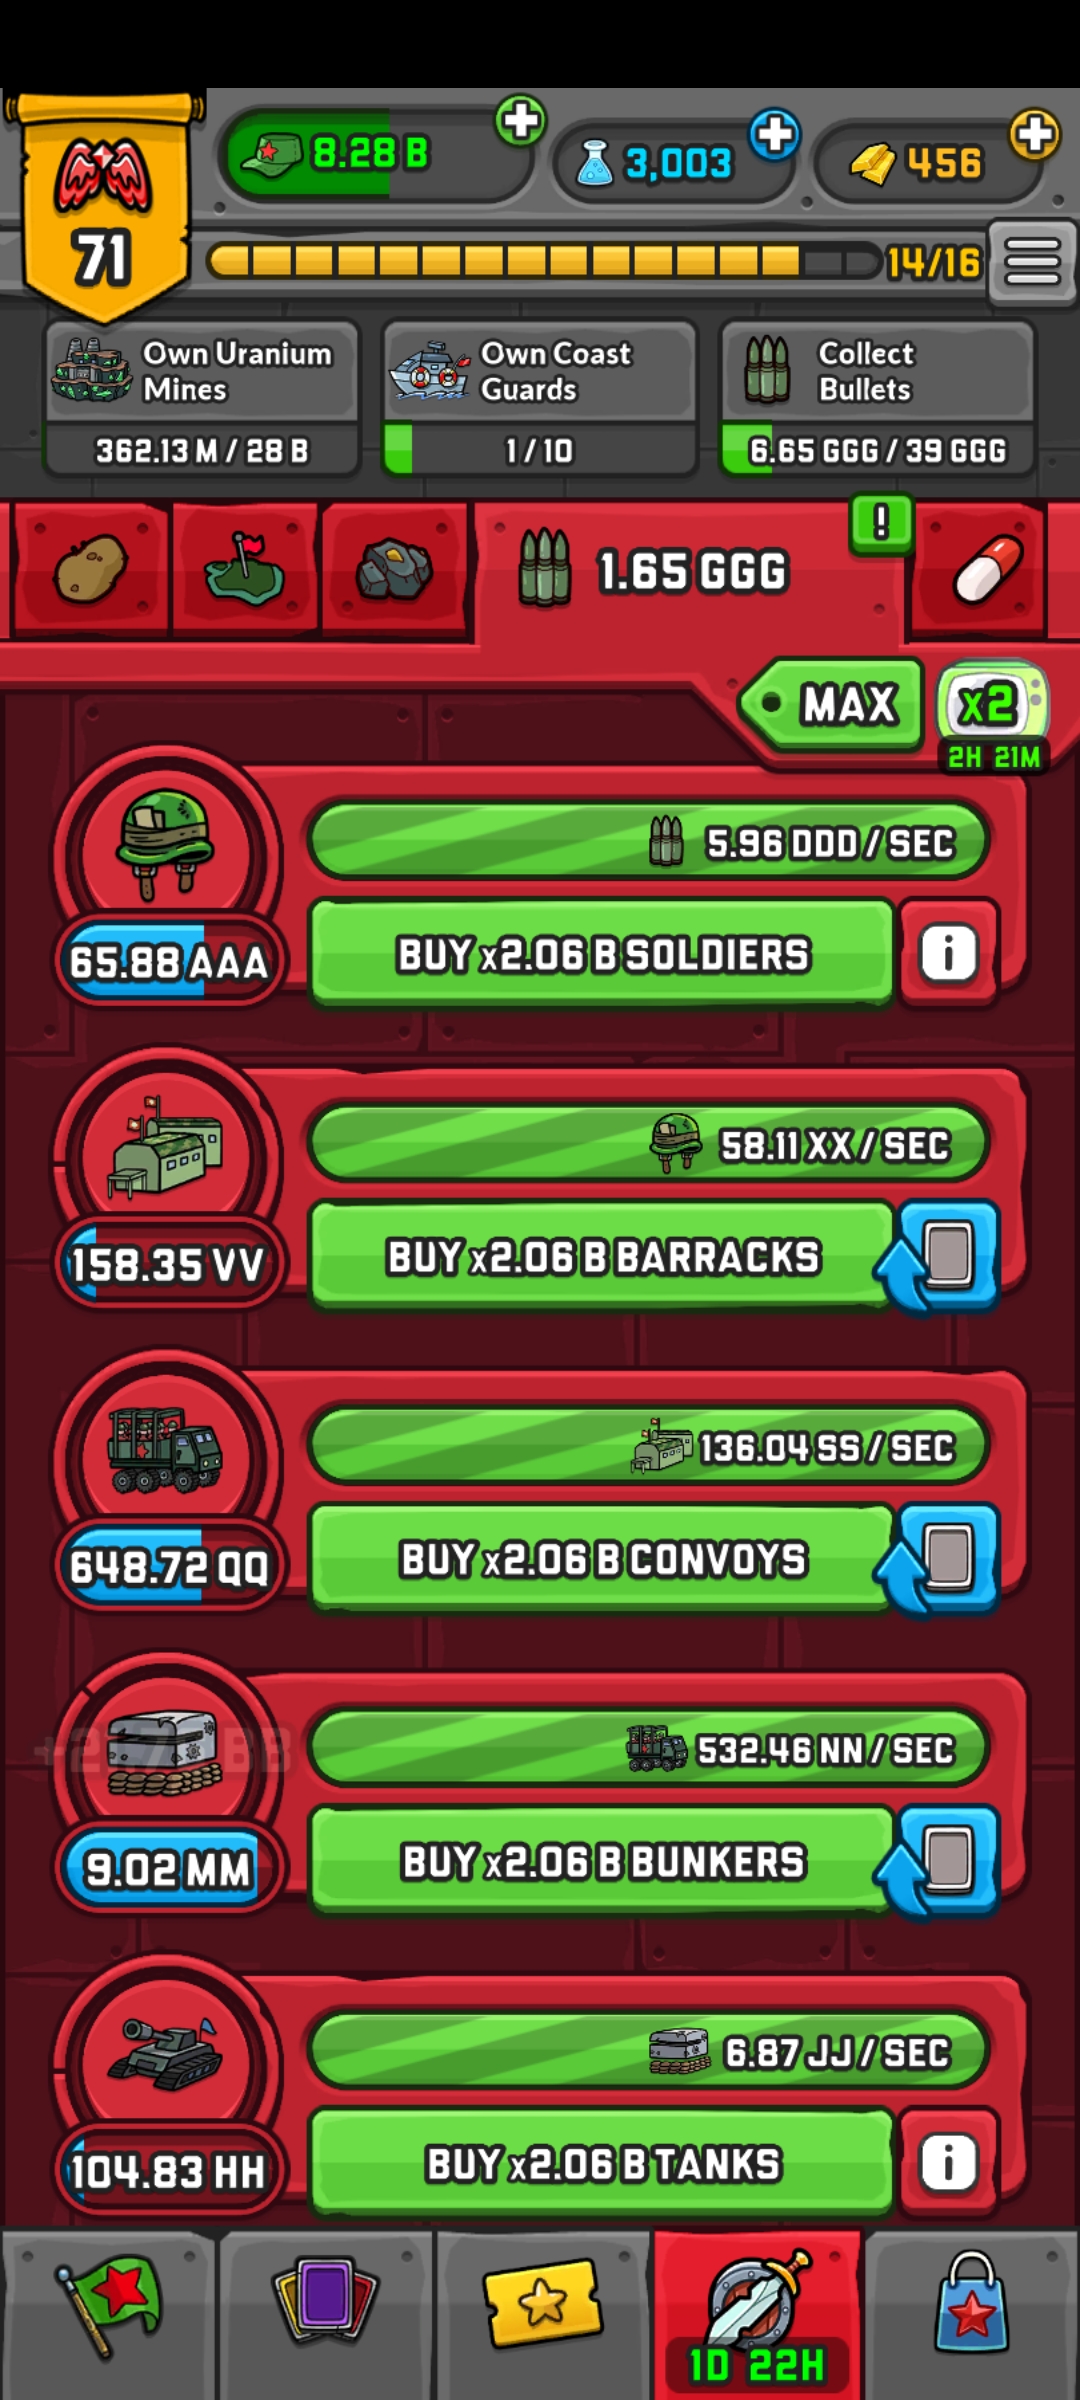 8.28 B
3,003
456
71
14/16
Own Uranium
Mines
362.13 M / 28 B
Own Coast
Guards
1 / 10
Collect
Bullets
6.65 GGG / 39 GGG
!
1.65 GGG
MAX
x2
2H 21M
5.96 DDD / SEC
65.88 AAA
BUY x2.06 B SOLDIERS
i
58.11 XX / SEC
158.35 VV
BUY x2.06 B BARRACKS
136.04 SS / SEC
648.72 QQ
BUY x2.06 B CONVOYS
532.46 NN / SEC
9.02 MM
BUY x2.06 B BUNKERS
6.87 JJ / SEC
104.83 HH
BUY x2.06 B TANKS
i
1D 22H